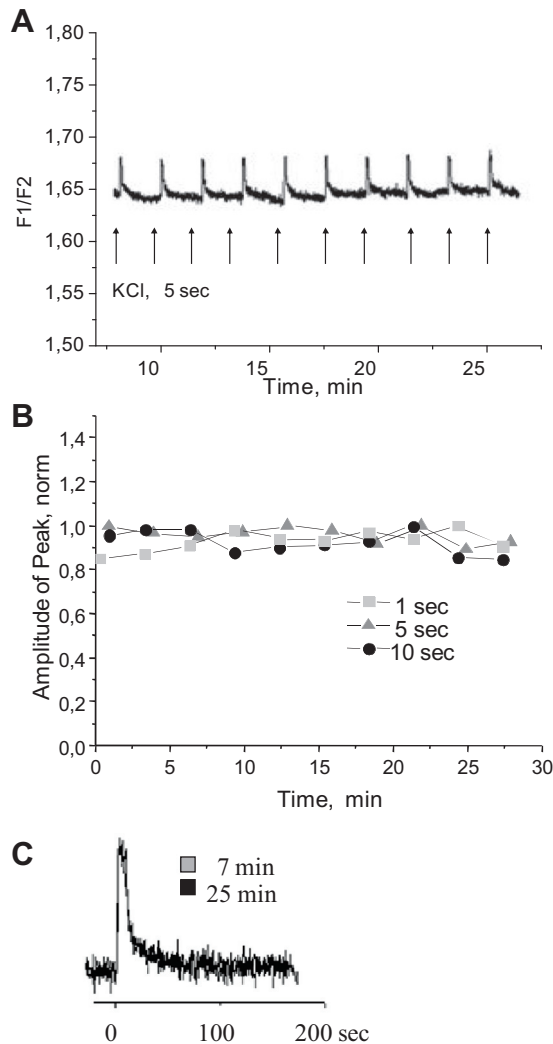 A
1,80
1,75
1,70
F1/F2
1,65
1,60
KCl, 5 sec
1,55
1,50
10 15 20 25
Time, min
B
1,4
1,2
Amplitude of Peak, norm
1,0
0,8
1 sec
0,6
5 sec
10 sec
0,4
0,2
0,0
0 5 10 15 20 25 30
Time, min
C
7 min
25 min
0 100 200 sec